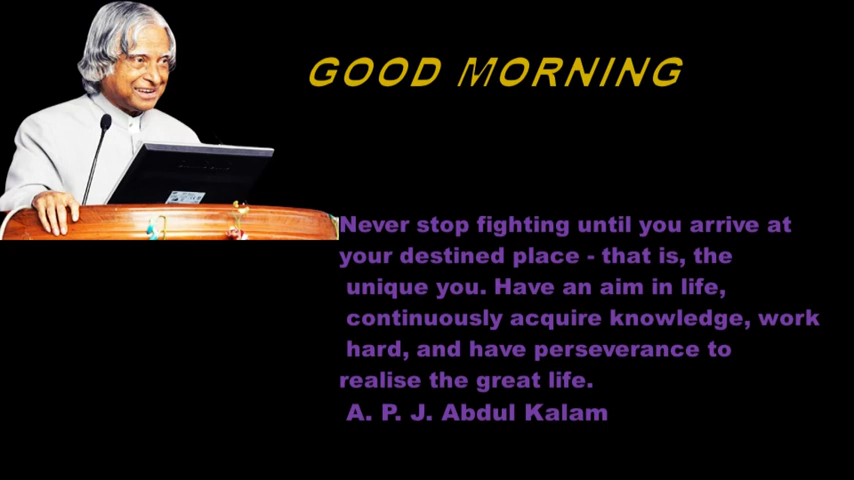 GOOD MORNING
Never stop fighting until you arrive at
your destined place - that is, the
unique you. Have an aim in life,
continuously acquire knowledge, work
hard, and have perseverance to
realise the great life.
A. P. J. Abdul Kalam